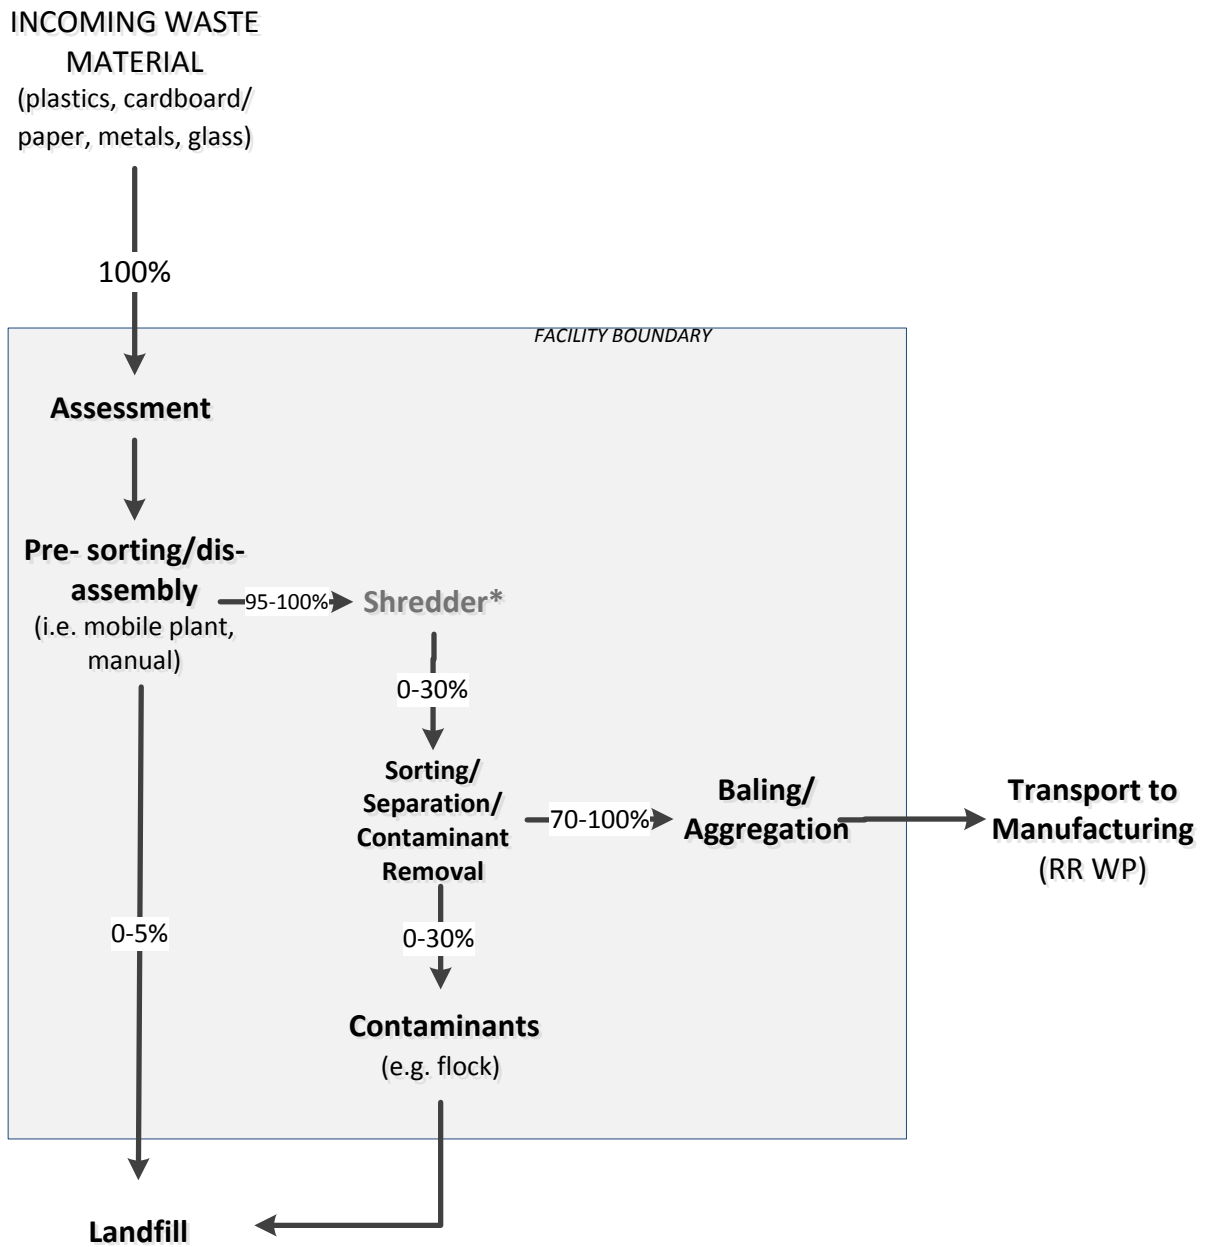 INCOMING WASTE
MATERIAL
(plastics, cardboard/
paper, metals, glass)
100%
FACILITY BOUNDARY
Assessment
Pre- sorting/dis-
assembly
(i.e. mobile plant,
manual)
95-100%
Shredder*
0-30%
Sorting/
Separation/
Contaminant
Removal
70-100%
Baling/
Aggregation
Transport to
Manufacturing
(RR WP)
0-5%
0-30%
Contaminants
(e.g. flock)
Landfill